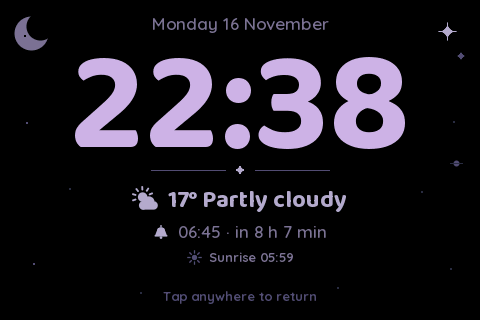 Monday 16 November
22:38
17° Partly cloudy
06:45 · in 8 h 7 min
Sunrise 05:59
Tap anywhere to return